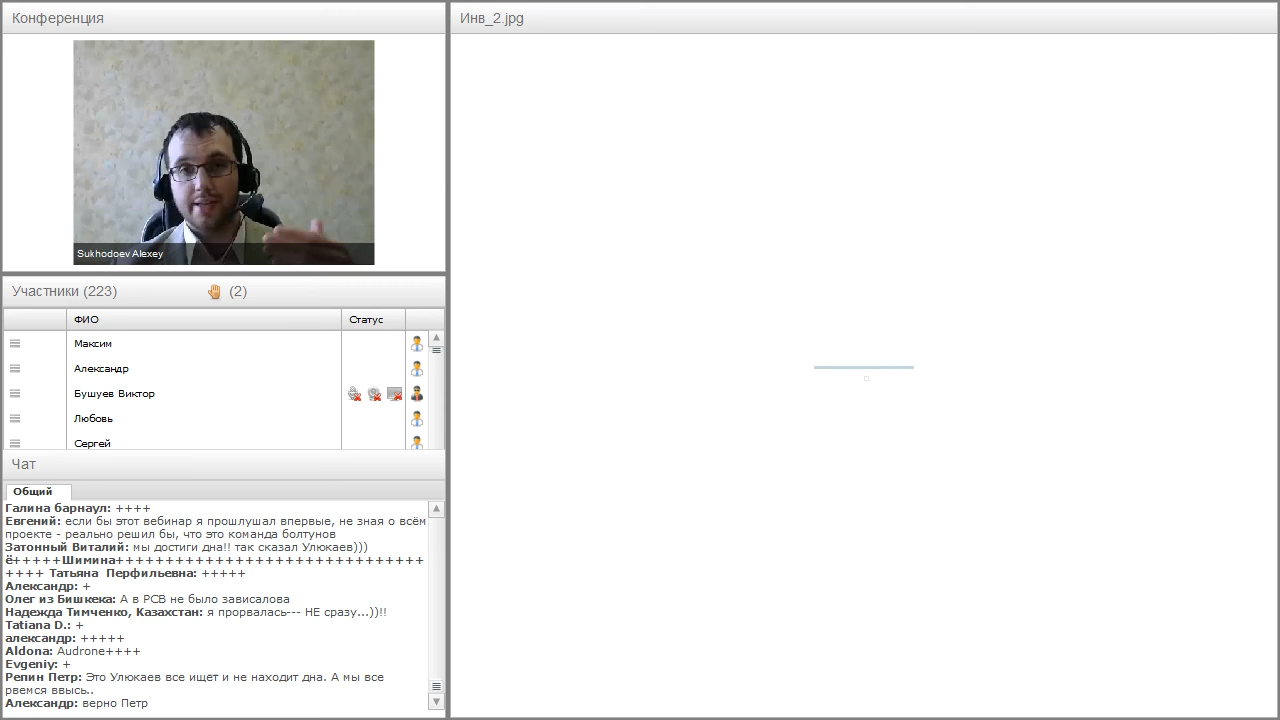 Конференция
Инв_2.jpg
Sukhodoev Alexey
Участники (223)
(2)
ФИО
Статус
Максим
Александр
Бушуев Виктор
Любовь
Сергей
Чат
Общий
Галина барнаул: ++++
Евгений: если бы этот вебинар я прошлушал впервые, не зная о всём
проекте - реально решил бы, что это команда болтунов
Затонный Виталий: мы достиги дна!! так сказал Улюкаев)))
ё+++++Шимина+++++++++++++++++++++++++++++++
++++ Татьяна Перфильевна: +++++
Александр: +
Олег из Бишкека: А в РСВ не было зависалова
Надежда Тимченко, Казахстан: я прорвалась--- НЕ сразу...))!!
Tatiana D.: +
александр: +++++
Aldona: Audrone++++
Evgeniy: +
Репин Петр: Это Улюкаев все ищет и не находит дна. А мы все
рвемся ввысь..
Александр: верно Петр